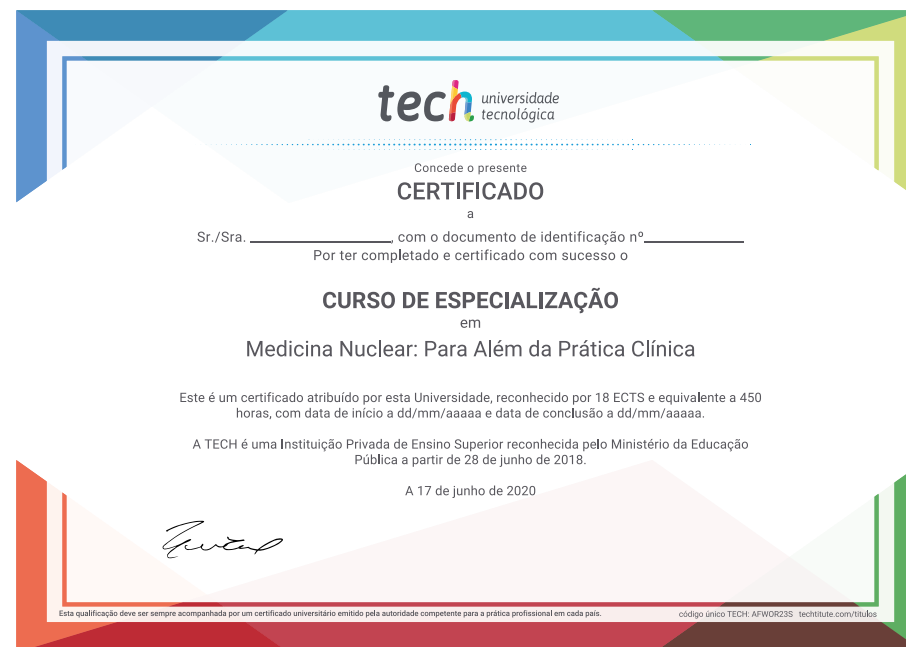 tech universidade
tecnológica
Concede o presente
CERTIFICADO
a
Sr./Sra. ____________________, com o documento de identificação nº______________
Por ter completado e certificado com sucesso o
CURSO DE ESPECIALIZAÇÃO
em
Medicina Nuclear: Para Além da Prática Clínica
Este é um certificado atribuído por esta Universidade, reconhecido por 18 ECTS e equivalente a 450
horas, com data de início a dd/mm/aaaaa e data de conclusão a dd/mm/aaaaa.
A TECH é uma Instituição Privada de Ensino Superior reconhecida pelo Ministério da Educação
Pública a partir de 28 de junho de 2018.
A 17 de junho de 2020
Esta qualificação deve ser sempre acompanhada por um certificado universitário emitido pela autoridade competente para a prática profissional em cada país.
código único TECH: AFWOR23S techtitute.com/titulos